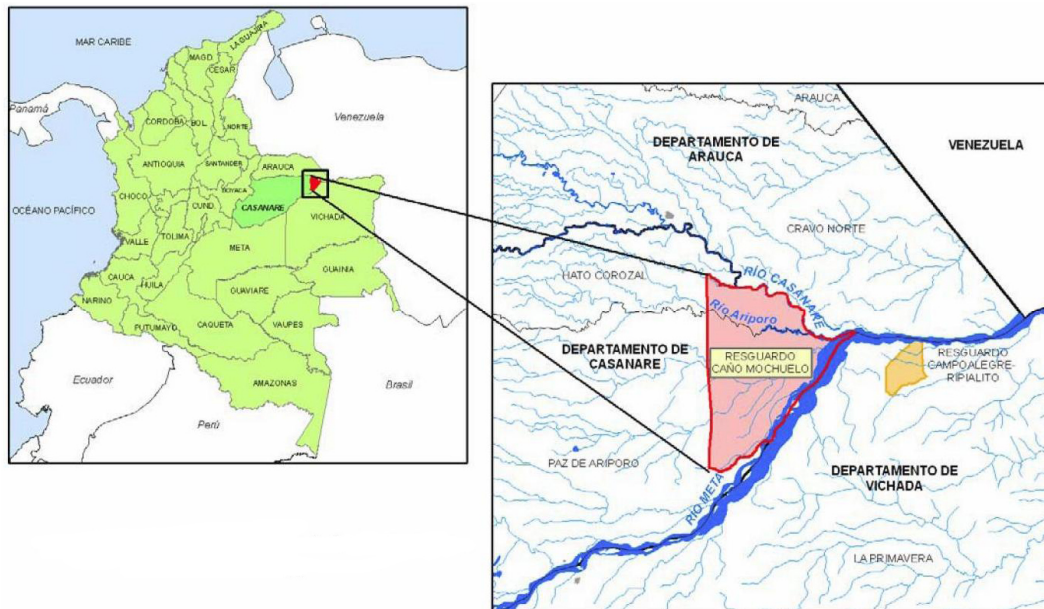 MAR CARIBE
LA GUAJIRA
MAGD.
CESAR
Panamá
Venezuela
CORDOBA
BOL.
NORTE
SANTANDER
ANTIOQUIA
ARAUCA
BOYACA
CHOCO
CASANARE
OCÉANO PACÍFICO
CUND.
VICHADA
VALLE
TOLIMA
META
CAUCA
HUILA
GUAINIA
NARINO
GUAVIARE
PUTUMAYO
CAQUETA
VAUPES
Ecuador
AMAZONAS
Brasil
Perú
ARAUCA
DEPARTAMENTO DE
ARAUCA
VENEZUELA
CRAVO NORTE
HATO COROZAL
RÍO CASANARE
Río Ariporo
DEPARTAMENTO DE
CASANARE
RESGUARDO
CAÑO MOCHUELO
RESGUARDO
CAMPOALEGRE-
RIPIALITO
PAZ DE ARIPORO
DEPARTAMENTO DE
VICHADA
RÍO META
LA PRIMAVERA